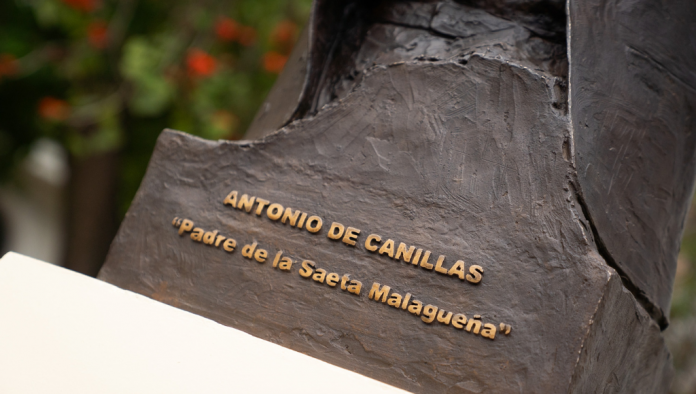 ANTONIO DE CANILLAS
"Padre de la Saeta Malagueña"